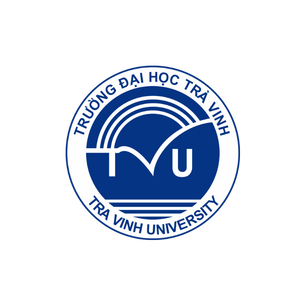 TRƯỜNG ĐẠI HỌC TRÀ VINH
TVU
TRA VINH UNIVERSITY